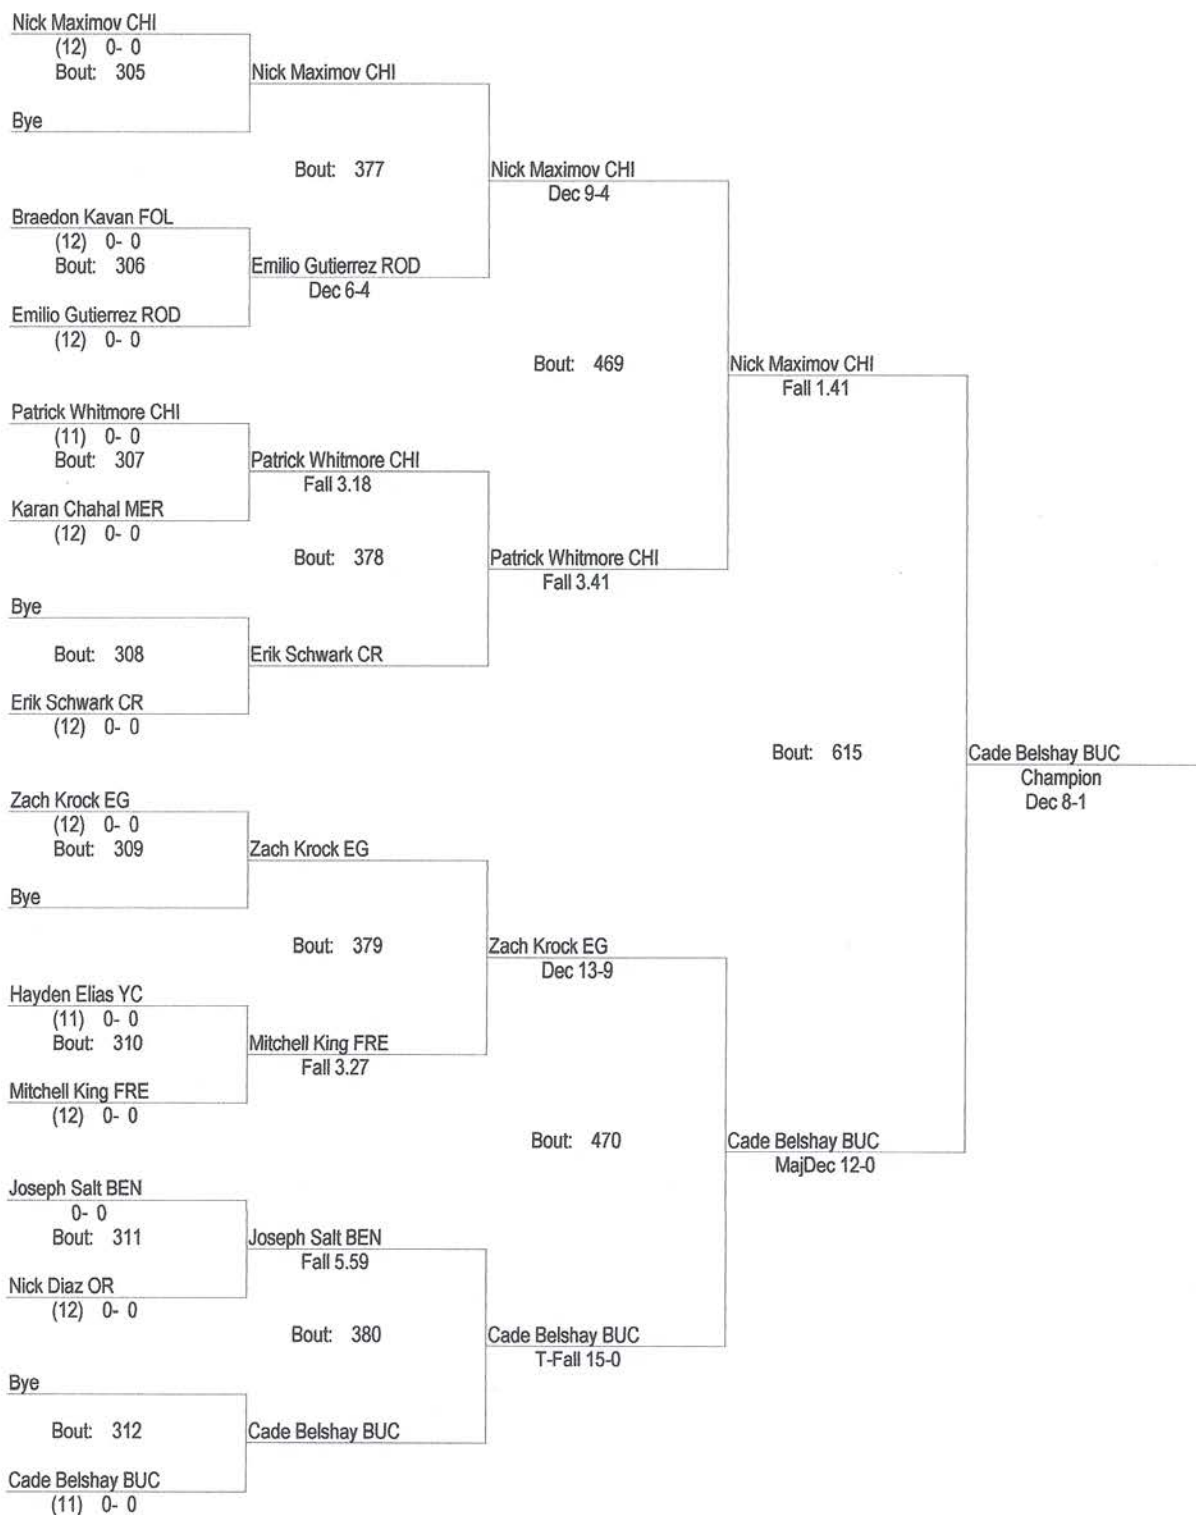 Nick Maximov CHI
(12) 0- 0
Bout: 305
Nick Maximov CHI
Bye
Bout: 377
Nick Maximov CHI
Dec 9-4
Braedon Kavan FOL
(12) 0- 0
Bout: 306
Emilio Gutierrez ROD
Dec 6-4
Emilio Gutierrez ROD
(12) 0- 0
Bout: 469
Nick Maximov CHI
Fall 1.41
Patrick Whitmore CHI
(11) 0- 0
Bout: 307
Patrick Whitmore CHI
Fall 3.18
Karan Chahal MER
(12) 0- 0
Bout: 378
Patrick Whitmore CHI
Fall 3.41
Bye
Bout: 308
Erik Schwark CR
Erik Schwark CR
(12) 0- 0
Bout: 615
Cade Belshay BUC
Champion
Dec 8-1
Zach Krock EG
(12) 0- 0
Bout: 309
Zach Krock EG
Bye
Bout: 379
Zach Krock EG
Dec 13-9
Hayden Elias YC
(11) 0- 0
Bout: 310
Mitchell King FRE
Fall 3.27
Mitchell King FRE
(12) 0- 0
Bout: 470
Cade Belshay BUC
MajDec 12-0
Joseph Salt BEN
0- 0
Bout: 311
Joseph Salt BEN
Fall 5.59
Nick Diaz OR
(12) 0- 0
Bout: 380
Cade Belshay BUC
T-Fall 15-0
Bye
Bout: 312
Cade Belshay BUC
Cade Belshay BUC
(11) 0- 0